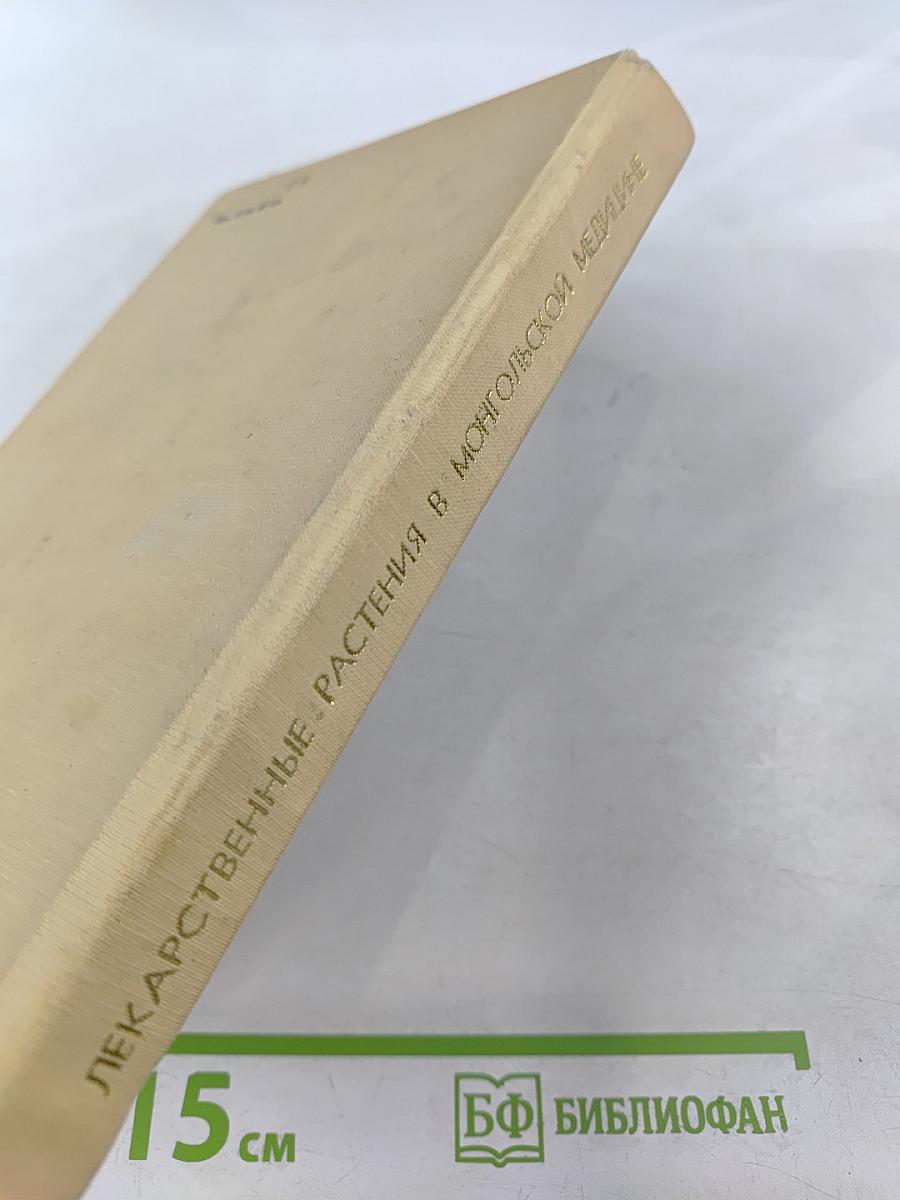 ЛЕКАРСТВЕННЫЕ РАСТЕНИЯ В МОНГОЛЬСКОЙ МЕДИЦИНЕ
15 см
БФ БИБЛИОФАН